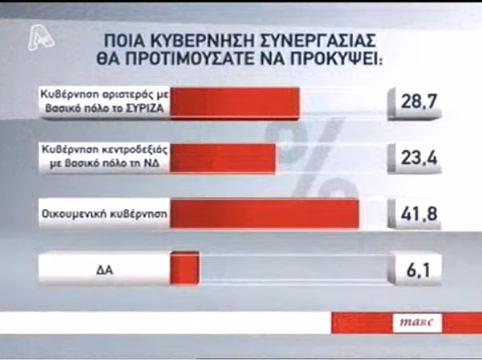 ΠΟΙΑ ΚΥΒΕΡΝΗΣΗ ΣΥΝΕΡΓΑΣΙΑΣ
ΘΑ ΠΡΟΤΙΜΟΥΣΑΤΕ ΝΑ ΠΡΟΚΥΨΕΙ:
Κυβέρνηση αριστεράς με
βασικό πόλο το ΣΥΡΙΖΑ
28,7
Κυβέρνηση κεντροδεξιάς
με βασικό πόλο τη ΝΔ
23,4
Οικουμενική κυβέρνηση
41,8
ΔΑ
6,1
%
marc